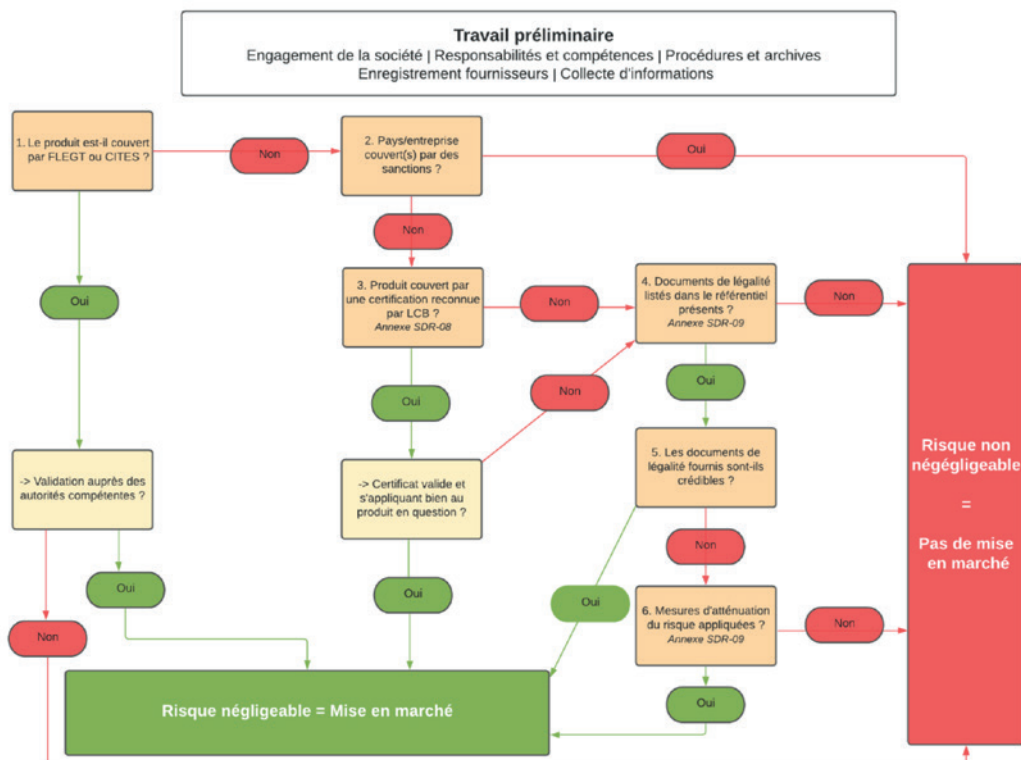 Travail préliminaire
Engagement de la société | Responsabilités et compétences | Procédures et archives
Enregistrement fournisseurs | Collecte d'informations
1. Le produit est-il couvert
par FLEGT ou CITES ?
Non
2. Pays/entreprise
couvert(s) par des
sanctions ?
Oui
Non
Oui
3. Produit couvert par
une certification reconnue
par LCB ?
Annexe SDR-08
Non
4. Documents de légalité
listés dans le référentiel
présents ?
Annexe SDR-09
Non
Oui
Non
Oui
-> Validation auprès des
autorités compétentes ?
-> Certificat valide et
s'appliquant bien au
produit en question ?
5. Les documents de
légalité fournis sont-ils
crédibles ?
Risque non
négégligeable
=
Pas de mise
en marché
Non
Oui
Oui
Oui
Non
6. Mesures d'atténuation
du risque appliquées ?
Annexe SDR-09
Non
Risque négligeable = Mise en marché
Oui